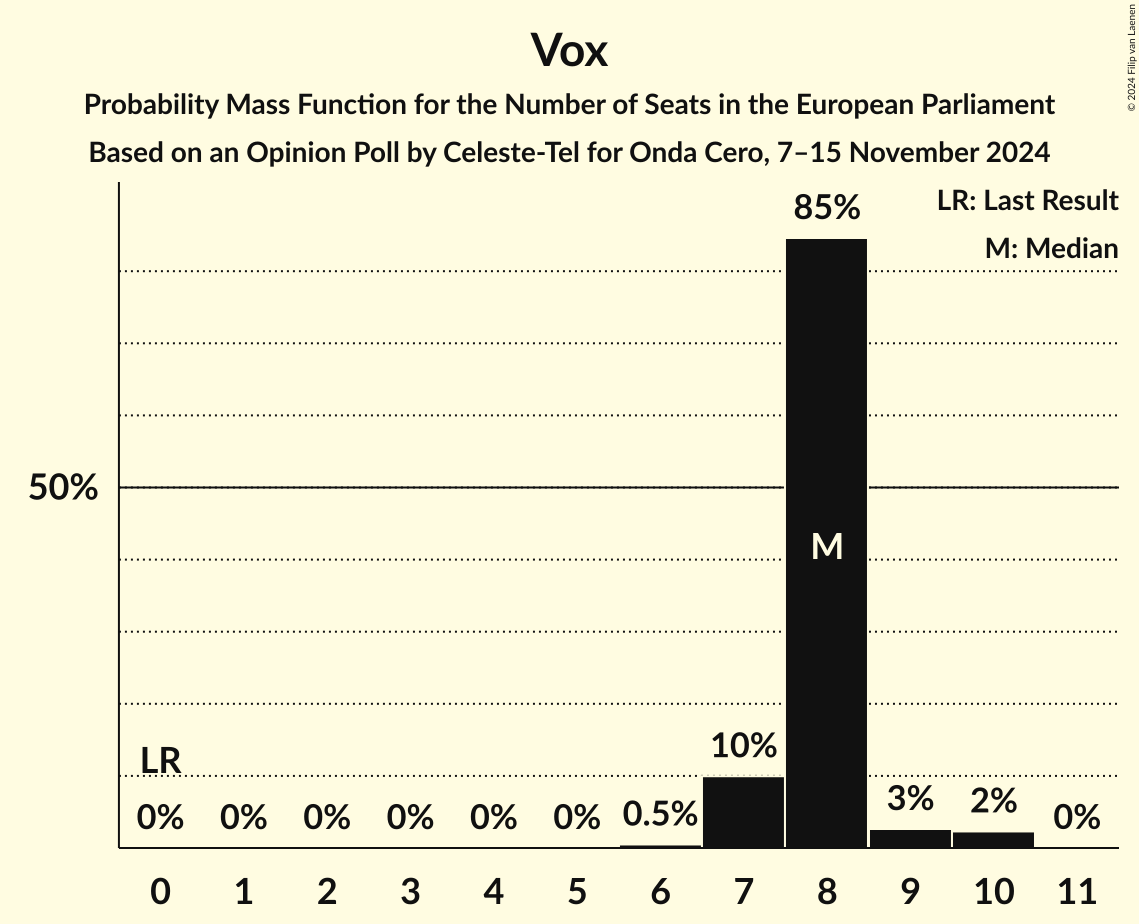 Vox
Probability Mass Function for the Number of Seats in the European Parliament
Based on an Opinion Poll by Celeste-Tel for Onda Cero, 7–15 November 2024
© 2024 Filip van Laenen
LR: Last Result
M: Median
85%
50%
M
LR
10%
0% 0% 0% 0% 0% 0% 0.5% 3% 2% 0%
0 1 2 3 4 5 6 7 8 9 10 11